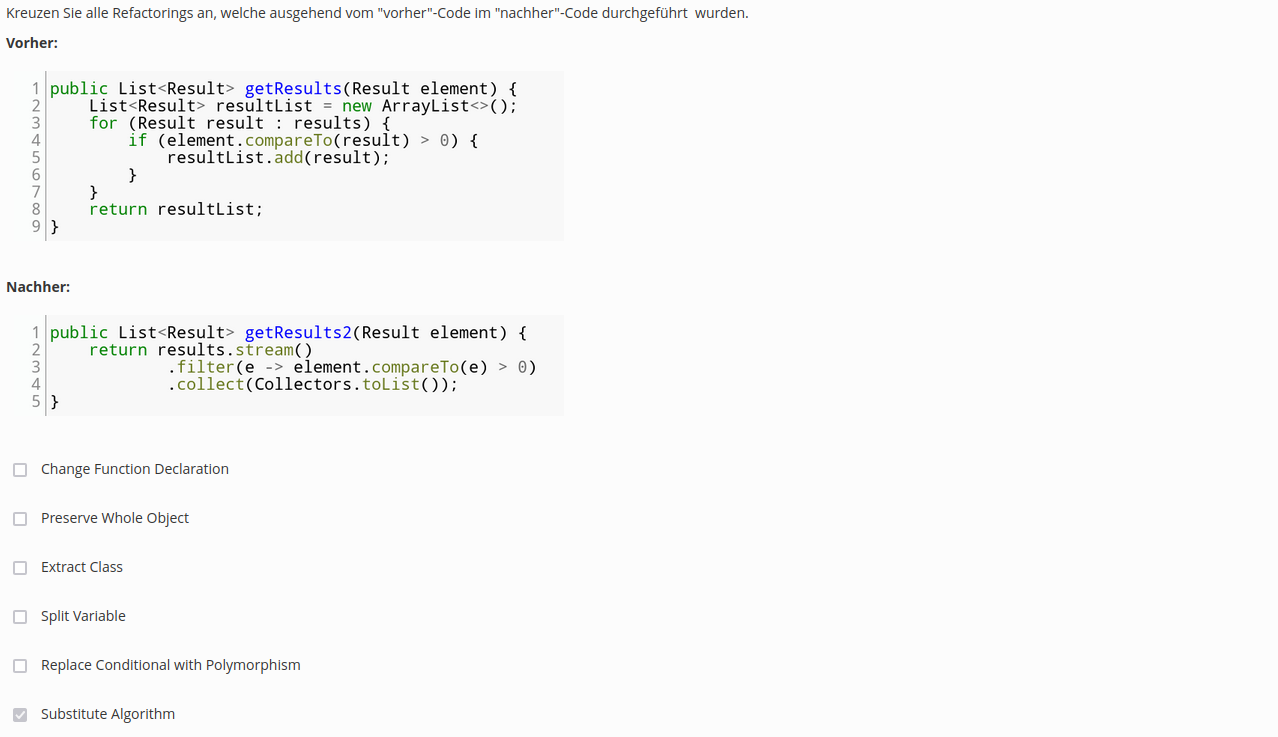 Kreuzen Sie alle Refactorings an, welche ausgehend vom "vorher"-Code im "nachher"-Code durchgeführt  wurden.
Vorher:
1 public List<Result> getResults(Result element) {
2     List<Result> resultList = new ArrayList<>();
3     for (Result result : results) {
4         if (element.compareTo(result) > 0) {
5             resultList.add(result);
6         }
7     }
8     return resultList;
9 }
Nachher:
1 public List<Result> getResults2(Result element) {
2     return results.stream()
3             .filter(e -> element.compareTo(e) > 0)
4             .collect(Collectors.toList());
5 }
Change Function Declaration
Preserve Whole Object
Extract Class
Split Variable
Replace Conditional with Polymorphism
Substitute Algorithm